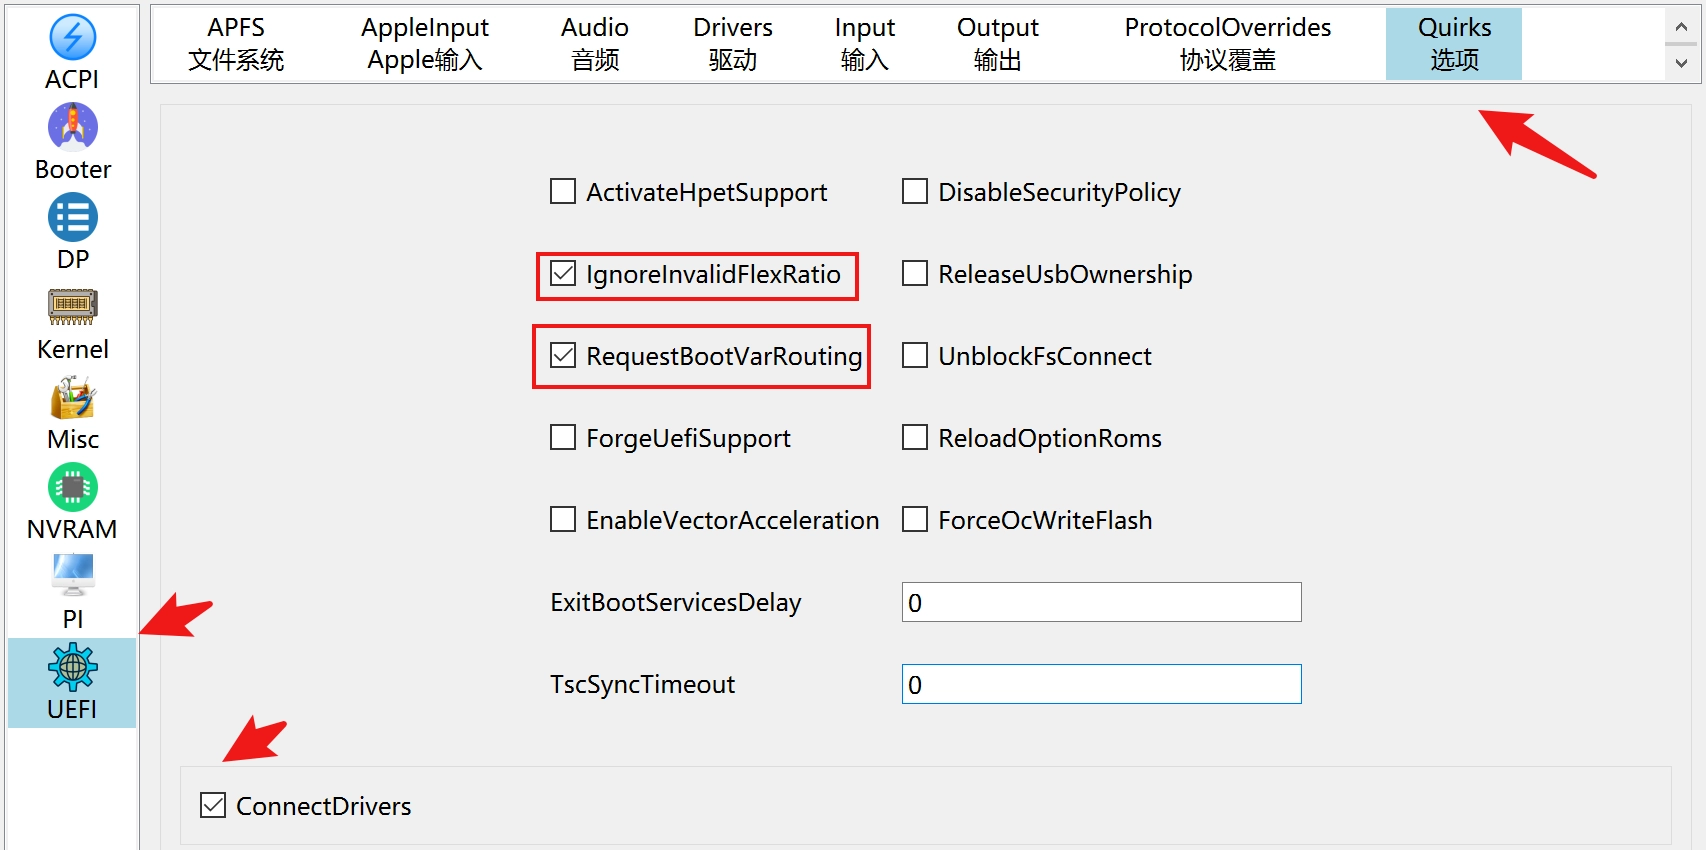 ACPI
Booter
DP
Kernel
Misc
NVRAM
PI
UEFI
APFS
文件系统
AppleInput
Apple输入
Audio
音频
Drivers
驱动
Input
输入
Output
输出
ProtocolOverrides
协议覆盖
Quirks
选项
ActivateHpetSupport
DisableSecurityPolicy
IgnoreInvalidFlexRatio
ReleaseUsbOwnership
RequestBootVarRouting
UnblockFsConnect
ForgeUefiSupport
ReloadOptionRoms
EnableVectorAcceleration
ForceOcWriteFlash
ExitBootServicesDelay
0
TscSyncTimeout
0
ConnectDrivers